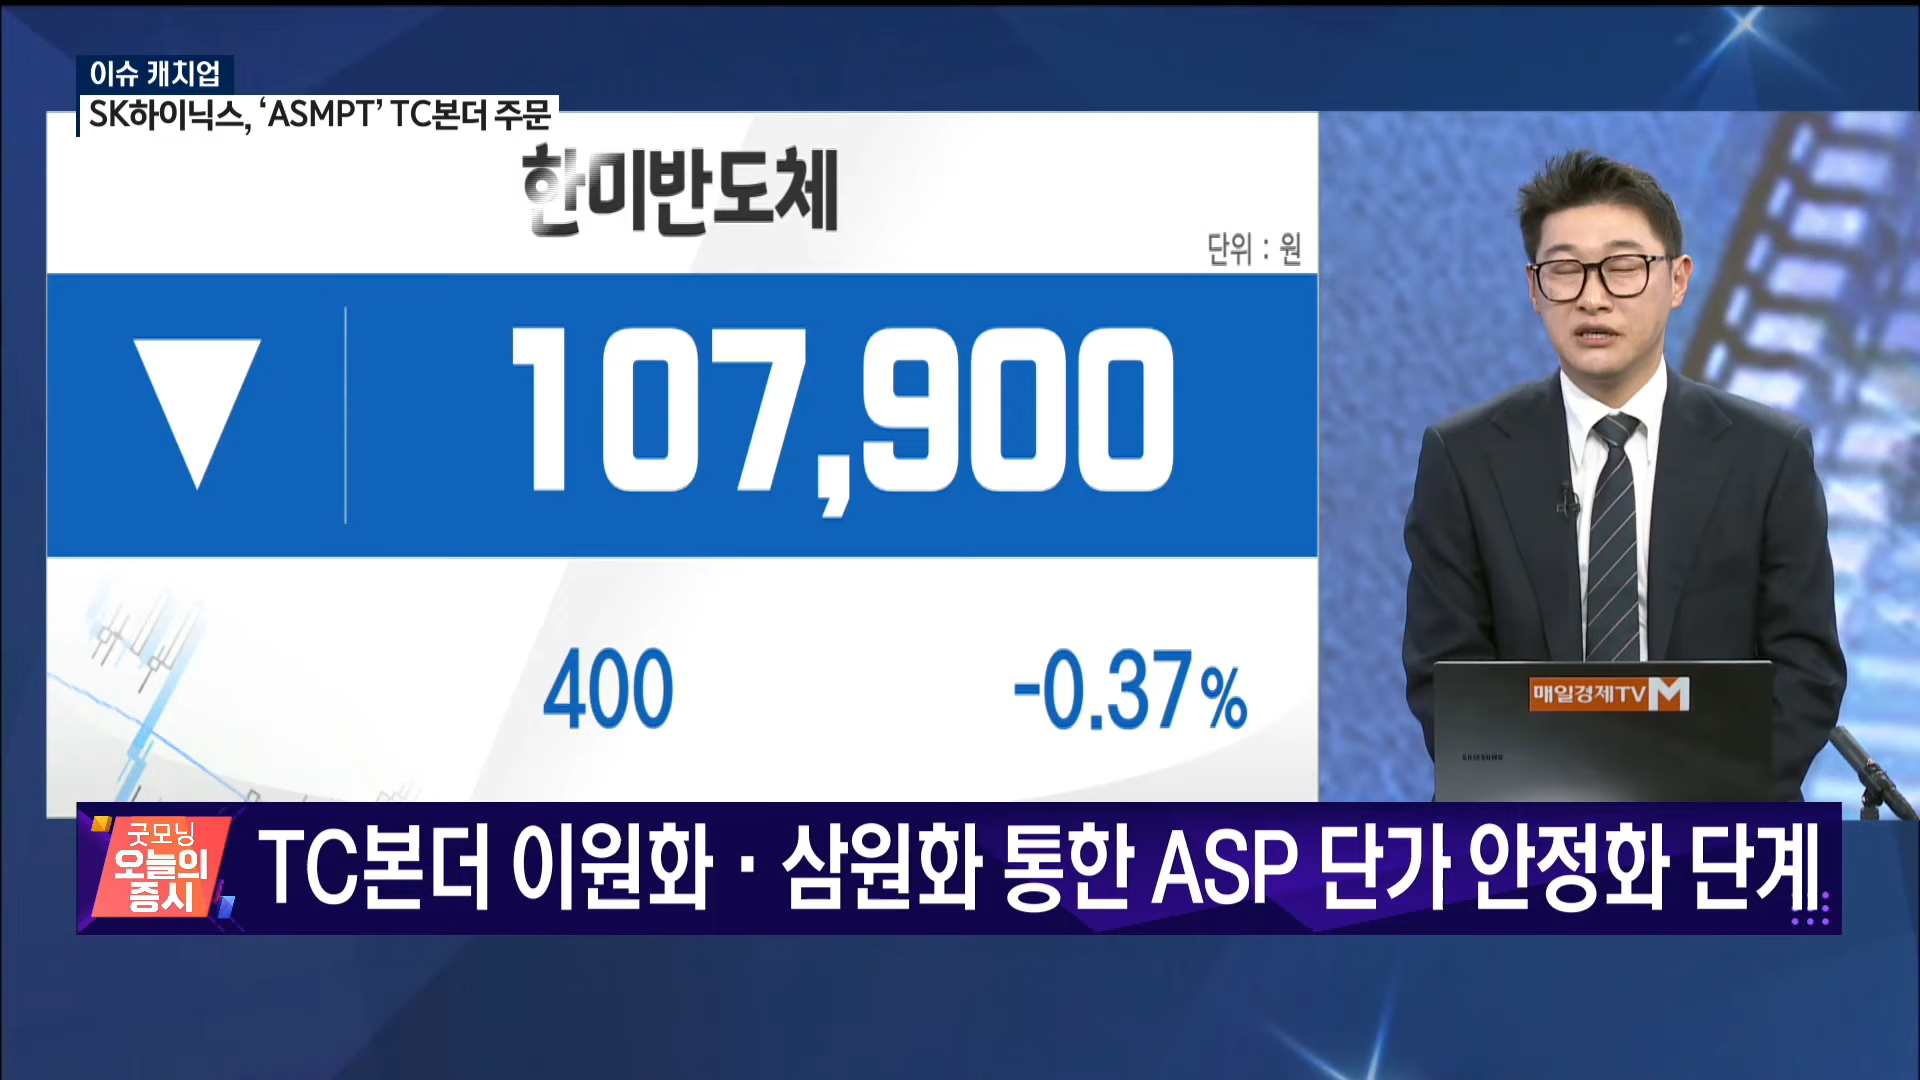 이슈 캐치업
SK하이닉스, ‘ASMPT’ TC본더 주문
한미반도체
단위 : 원
▼ 107,900
400 -0.37%
매일경제TV M
SAMSUNG
굿모닝
오늘의
증시
TC본더 이원화 · 삼원화 통한 ASP 단가 안정화 단계